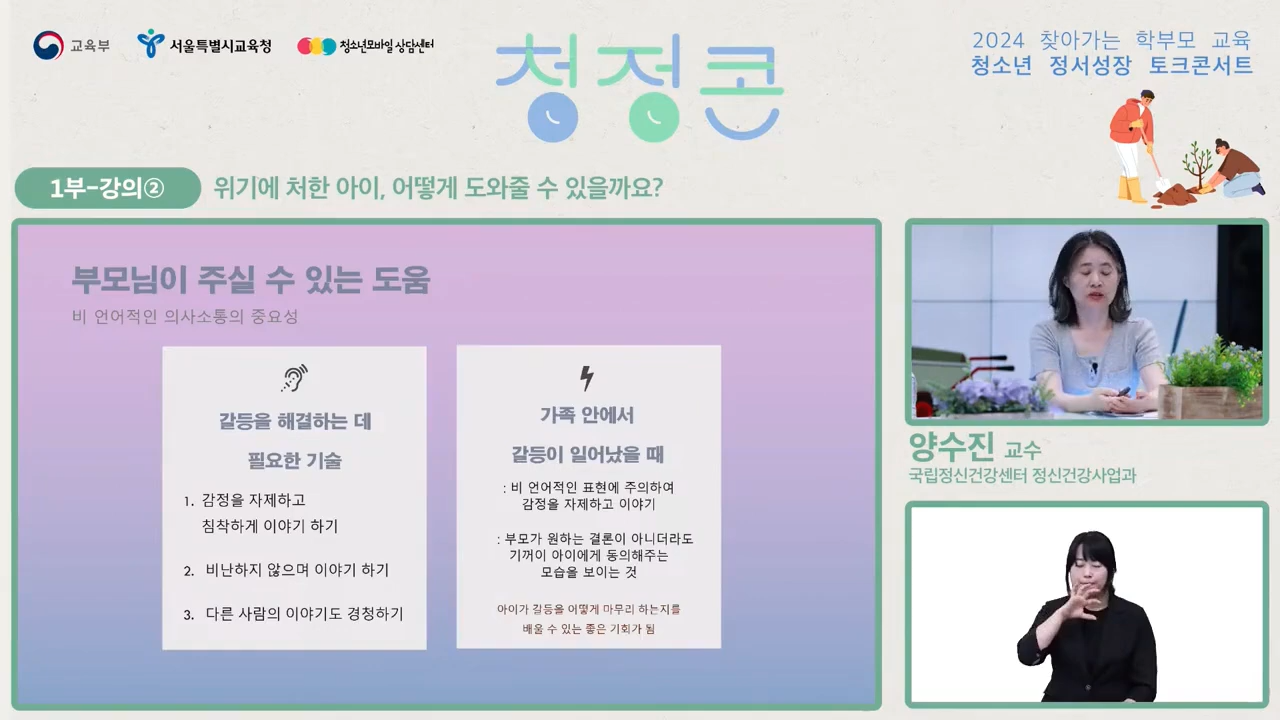 교육부
서울특별시교육청
청소년모바일 상담센터
청정콘
2024 찾아가는 학부모 교육
청소년 정서성장 토크콘서트
1부-강의② 위기에 처한 아이, 어떻게 도와줄 수 있을까요?
부모님이 주실 수 있는 도움
비 언어적인 의사소통의 중요성
갈등을 해결하는 데
필요한 기술
1. 감정을 자제하고
침착하게 이야기 하기
2. 비난하지 않으며 이야기 하기
3. 다른 사람의 이야기도 경청하기
가족 안에서
갈등이 일어났을 때
: 비 언어적인 표현에 주의하여
감정을 자제하고 이야기
: 부모가 원하는 결론이 아니더라도
기꺼이 아이에게 동의해주는
모습을 보이는 것
아이가 갈등을 어떻게 마무리 하는지를
배울 수 있는 좋은 기회가 됨
양수진 교수
국립정신건강센터 정신건강사업과